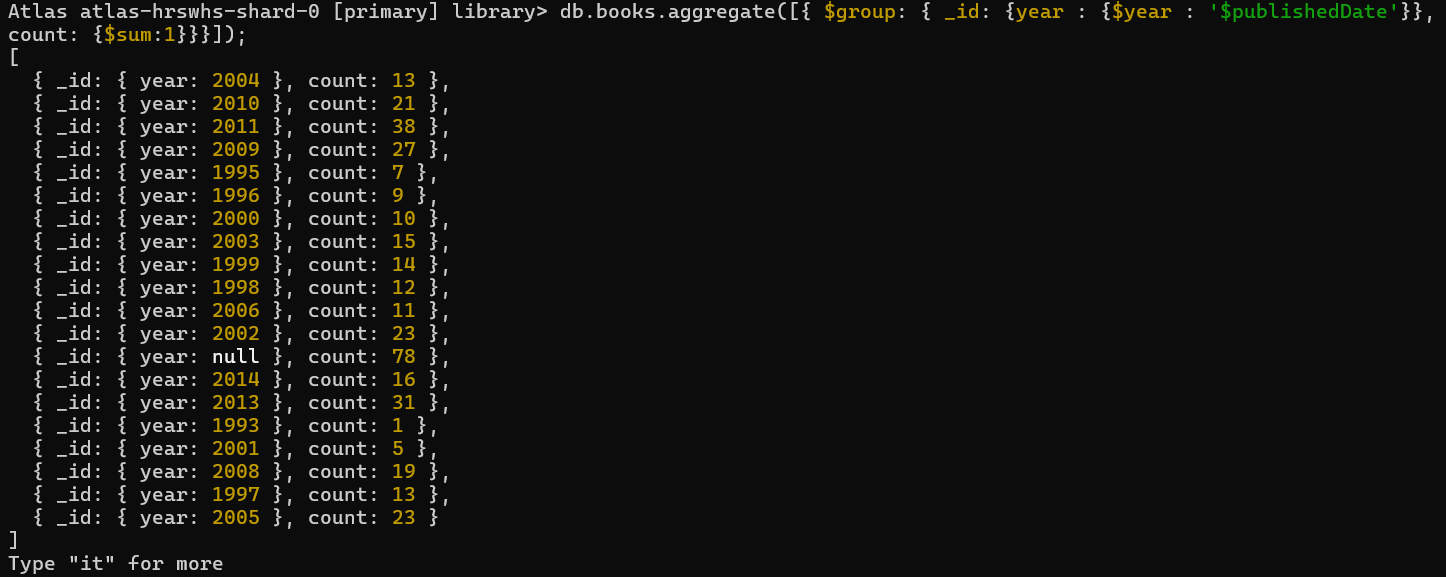 Atlas atlas-hrswhs-shard-0 [primary] library> db.books.aggregate([{ $group: { _id: {year : {$year : '$publishedDate'}},
count: {$sum:1}}}]);
[
  { _id: { year: 2004 }, count: 13 },
  { _id: { year: 2010 }, count: 21 },
  { _id: { year: 2011 }, count: 38 },
  { _id: { year: 2009 }, count: 27 },
  { _id: { year: 1995 }, count: 7 },
  { _id: { year: 1996 }, count: 9 },
  { _id: { year: 2000 }, count: 10 },
  { _id: { year: 2003 }, count: 15 },
  { _id: { year: 1999 }, count: 14 },
  { _id: { year: 1998 }, count: 12 },
  { _id: { year: 2006 }, count: 11 },
  { _id: { year: 2002 }, count: 23 },
  { _id: { year: null }, count: 78 },
  { _id: { year: 2014 }, count: 16 },
  { _id: { year: 2013 }, count: 31 },
  { _id: { year: 1993 }, count: 1 },
  { _id: { year: 2001 }, count: 5 },
  { _id: { year: 2008 }, count: 19 },
  { _id: { year: 1997 }, count: 13 },
  { _id: { year: 2005 }, count: 23 }
]
Type "it" for more